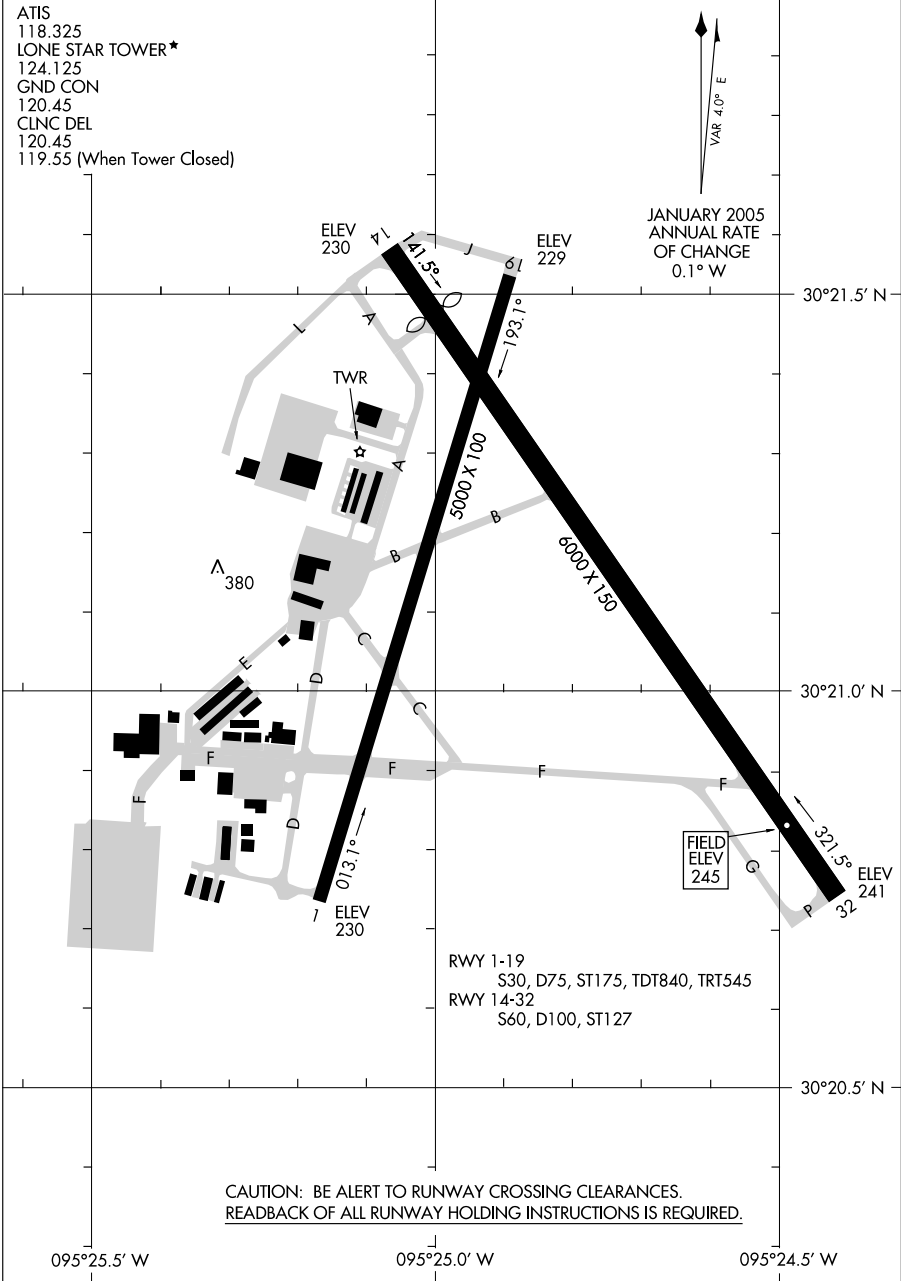 ATIS
118.325
LONE STAR TOWER★
124.125
GND CON
120.45
CLNC DEL
120.45
119.55 (When Tower Closed)
VAR 4.0° E
JANUARY 2005
ANNUAL RATE
OF CHANGE
0.1° W
ELEV
230
14
141.5°
J
19
ELEV
229
30°21.5' N
193.1°
L
A
TWR
A
5000 X 100
B
B
6000 X 150
380
C
E
D
C
30°21.0' N
F
F
F
F
F
D
013.1°
1
ELEV
230
FIELD
ELEV
245
G
P
321.5°
32
ELEV
241
RWY 1-19
S30, D75, ST175, TDT840, TRT545
RWY 14-32
S60, D100, ST127
30°20.5' N
CAUTION: BE ALERT TO RUNWAY CROSSING CLEARANCES.
READBACK OF ALL RUNWAY HOLDING INSTRUCTIONS IS REQUIRED.
095°25.5' W
095°25.0' W
095°24.5' W